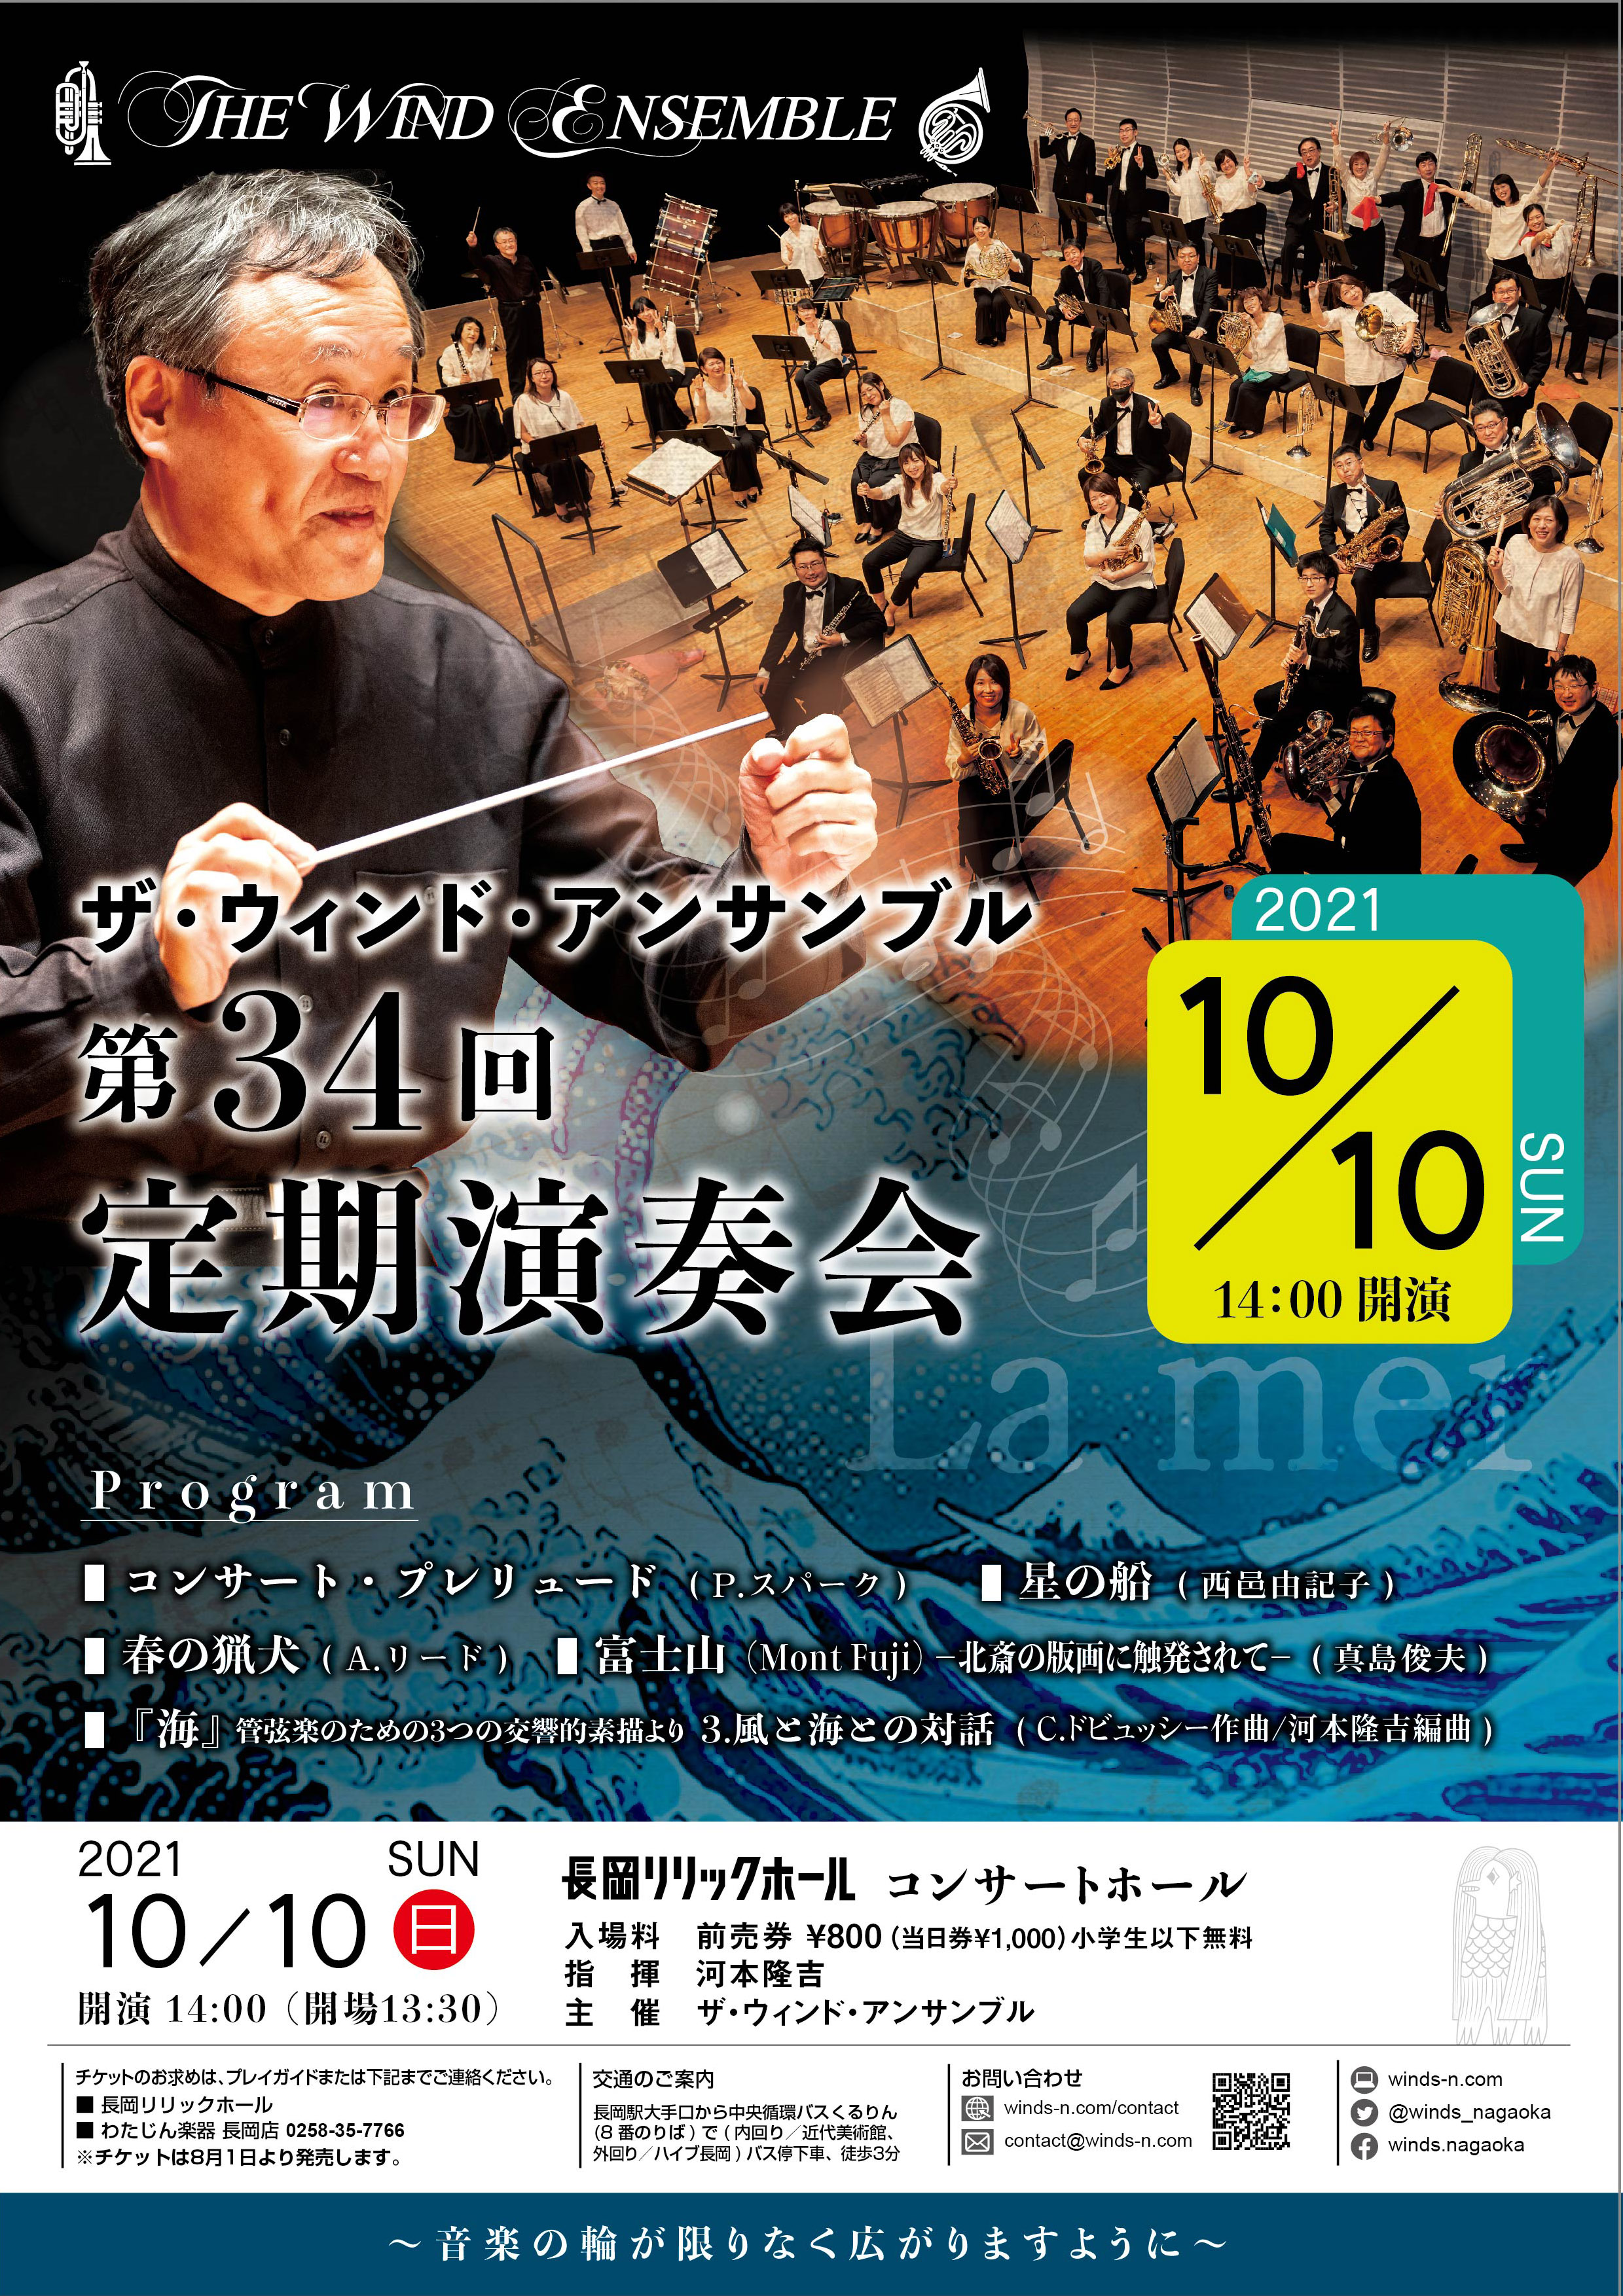 THE WIND ENSEMBLE
ザ・ウィンド・アンサンブル
第34回
定期演奏会
2021
10/10
SUN
14:00 開演
La mer
Program
■ コンサート・プレリュード (P.スパーク) ■ 星の船 (西邑由記子)
■ 春の猟犬 (A.リード) ■ 富士山（Mont Fuji）−北斎の版画に触発されて− (真島俊夫)
■ 『海』管弦楽のための3つの交響的素描より 3.風と海との対話 (C.ドビュッシー作曲/河本隆吉編曲)
2021 SUN
10/10 日
開演 14:00（開場13:30）
長岡リリックホール コンサートホール
入場料 前売券 ¥800（当日券¥1,000）小学生以下無料
指 揮 河本隆吉
主 催 ザ・ウィンド・アンサンブル
チケットのお求めは、プレイガイドまたは下記までご連絡ください。
■ 長岡リリックホール
■ わたじん楽器 長岡店 0258-35-7766
※チケットは8月1日より発売します。
交通のご案内
長岡駅大手口から中央循環バスくるりん
(8 番のりば) で (内回り／近代美術館、
外回り／ハイブ長岡) バス停下車、徒歩3分
お問い合わせ
winds-n.com/contact
contact@winds-n.com
winds-n.com
@winds_nagaoka
winds.nagaoka
～音楽の輪が限りなく広がりますように～